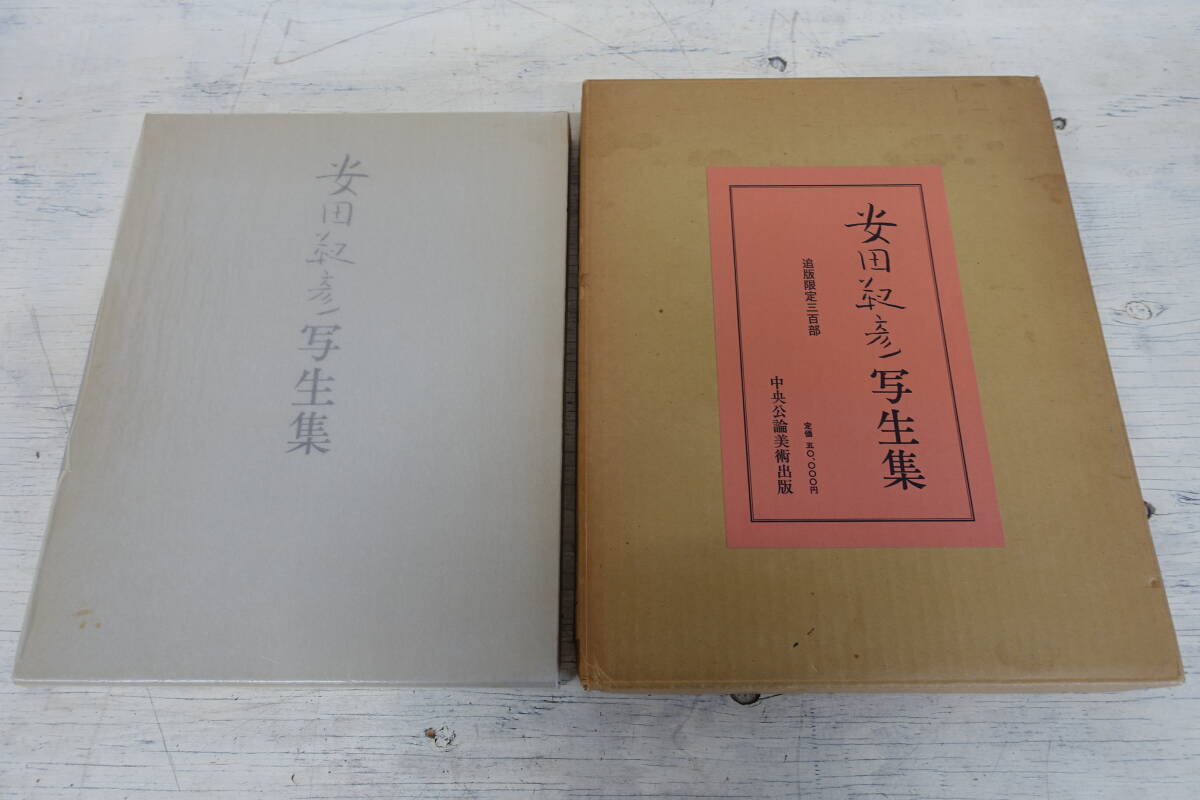 安田靫彦写生集
安田靫彦写生集
追版限定三百部
定価 五〇、〇〇〇円
中央公論美術出版